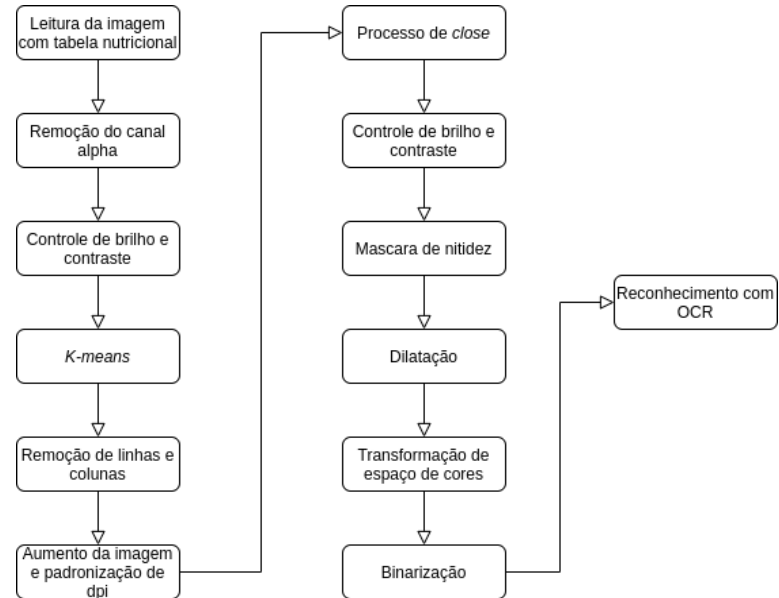 Leitura da imagem
com tabela nutricional
Remoção do canal
alpha
Controle de brilho e
contraste
K-means
Remoção de linhas e
colunas
Aumento da imagem
e padronização de
dpi
Processo de close
Controle de brilho e
contraste
Mascara de nitidez
Dilatação
Transformação de
espaço de cores
Binarização
Reconhecimento com
OCR